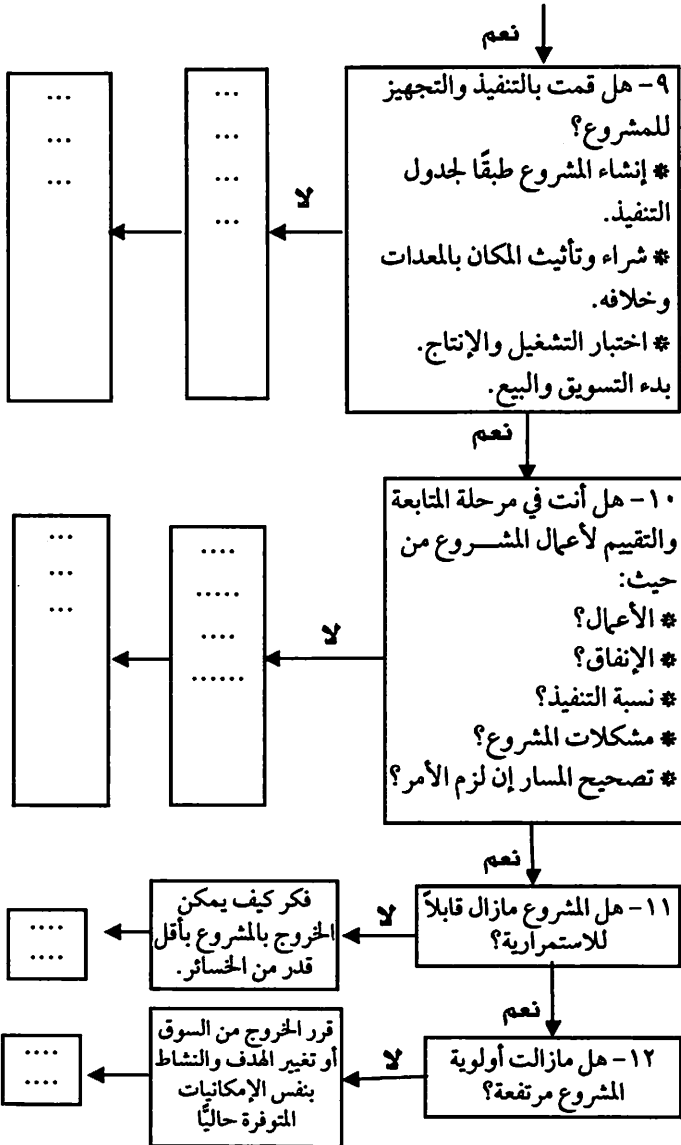 نعم
٩- هل قمت بالتنفيذ والتجهيز
للمشروع؟
* إنشاء المشروع طبقًا لجدول
التنفيذ.
* شراء وتأثيث المكان بالمعدات
وخلافه.
* اختبار التشغيل والإنتاج.
بدء التسويق والبيع.
لا
...
...
...
...
...
...
...
نعم
١٠- هل أنت في مرحلة المتابعة
والتقييم لأعمال المشـــروع من
حيث:
* الأعمال؟
* الإنفاق؟
* نسبة التنفيذ؟
* مشكلات المشروع؟
* تصحيح المسار إن لزم الأمر؟
لا
....
.....
....
......
...
...
...
نعم
١١- هل المشروع مازال قابلاً
للاستمرارية؟
لا
فكر كيف يمكن
الخروج بالمشروع بأقل
قدر من الخسائر.
....
....
نعم
١٢- هل مازالت أولوية
المشروع مرتفعة؟
لا
قرر الخروج من السوق
أو تغيير الهدف والنشاط
بنفس الإمكانيات
المتوفرة حاليًّا
....
....